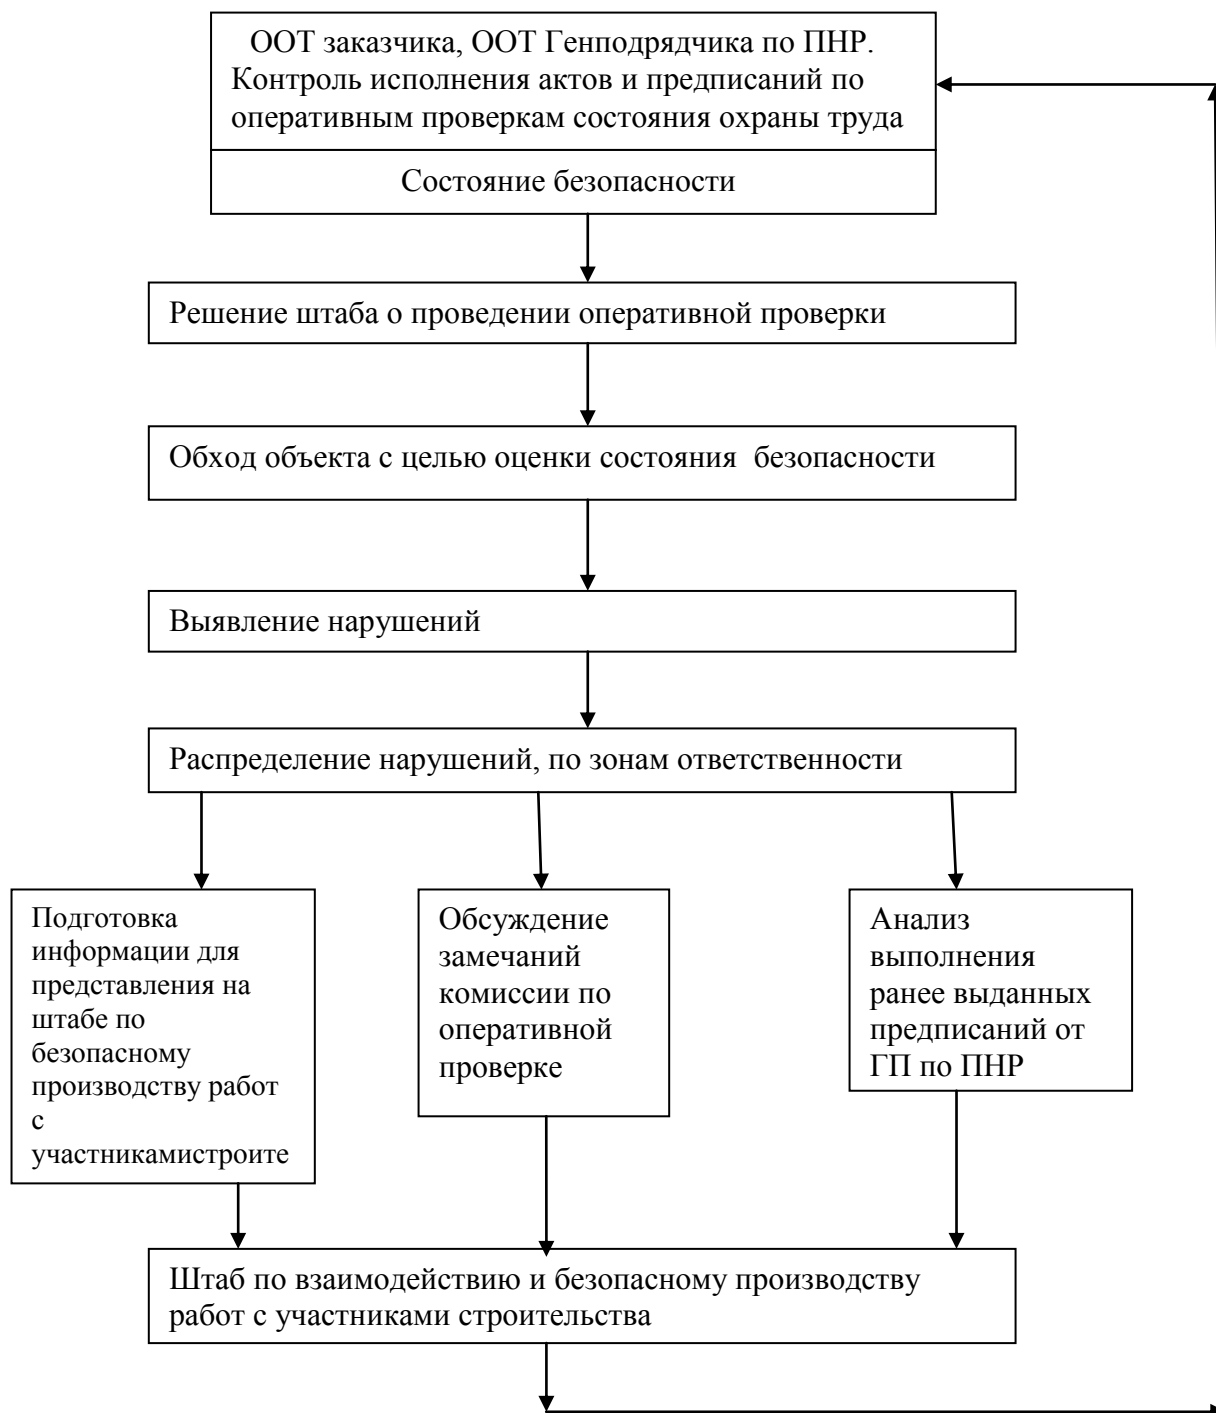 ООТ заказчика, ООТ Генподрядчика по ПНР.
Контроль исполнения актов и предписаний по
оперативным проверкам состояния охраны труда
Состояние безопасности
Решение штаба о проведении оперативной проверки
Обход объекта с целью оценки состояния безопасности
Выявление нарушений
Распределение нарушений, по зонам ответственности
Подготовка
информации для
представления на
штабе по
безопасному
производству работ
с
участникамистроите
Обсуждение
замечаний
комиссии по
оперативной
проверке
Анализ
выполнения
ранее выданных
предписаний от
ГП по ПНР
Штаб по взаимодействию и безопасному производству
работ с участниками строительства